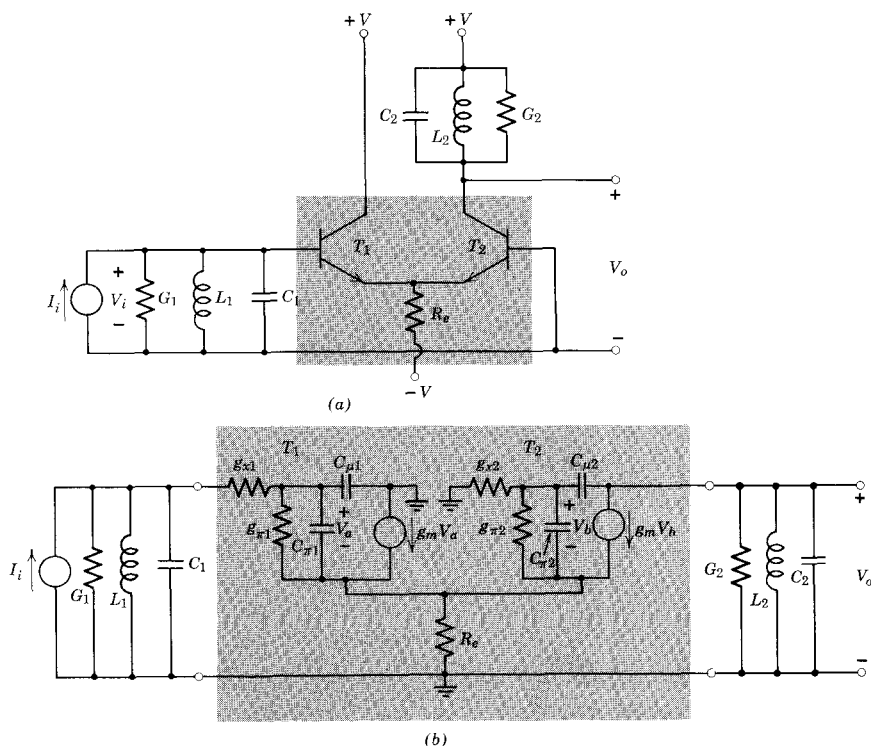 +V +V
C2 L2 G2
+
T1 T2
Ii + Vi − G1 L1 C1
Vo
Re
−
−V
(a)
T1 T2
gx1 Cμ1 gx2 Cμ2
gπ1 Cπ1 + Va − gmVa gπ2 Cπ2 + Vb − gmVb
Ii G1 L1 C1
G2 L2 C2 + Vo −
Re
(b)